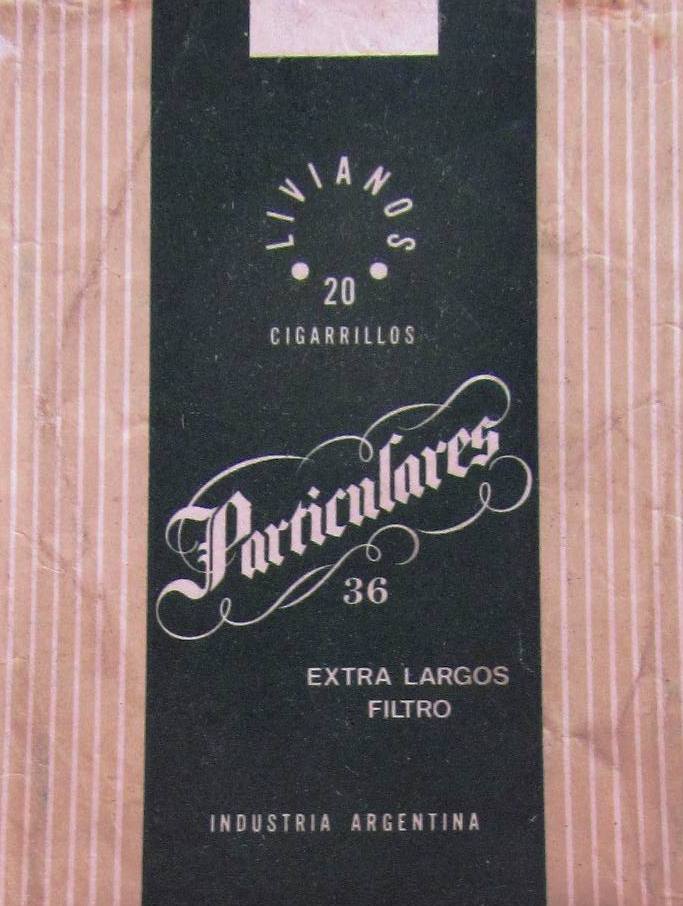 LIVIANOS
20
CIGARRILLOS
Particulares
36
EXTRA LARGOS
FILTRO
INDUSTRIA ARGENTINA